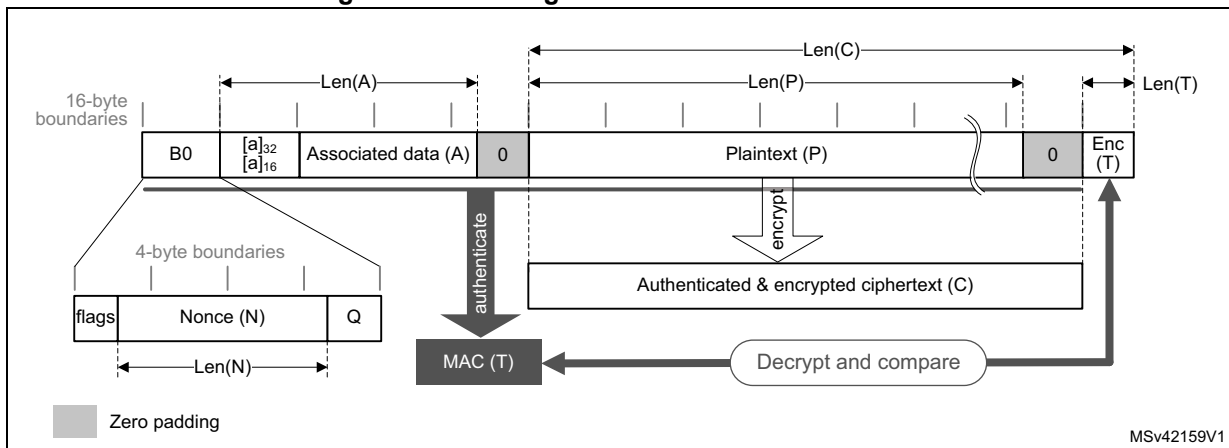 Len(C)
Len(A)
Len(P)
Len(T)
16-byte
boundaries
B0
[a]32
[a]16
Associated data (A)
0
Plaintext (P)
0
Enc
(T)
authenticate
encrypt
4-byte boundaries
Authenticated & encrypted ciphertext (C)
flags
Nonce (N)
Q
Len(N)
MAC (T)
Decrypt and compare
Zero padding
MSv42159V1